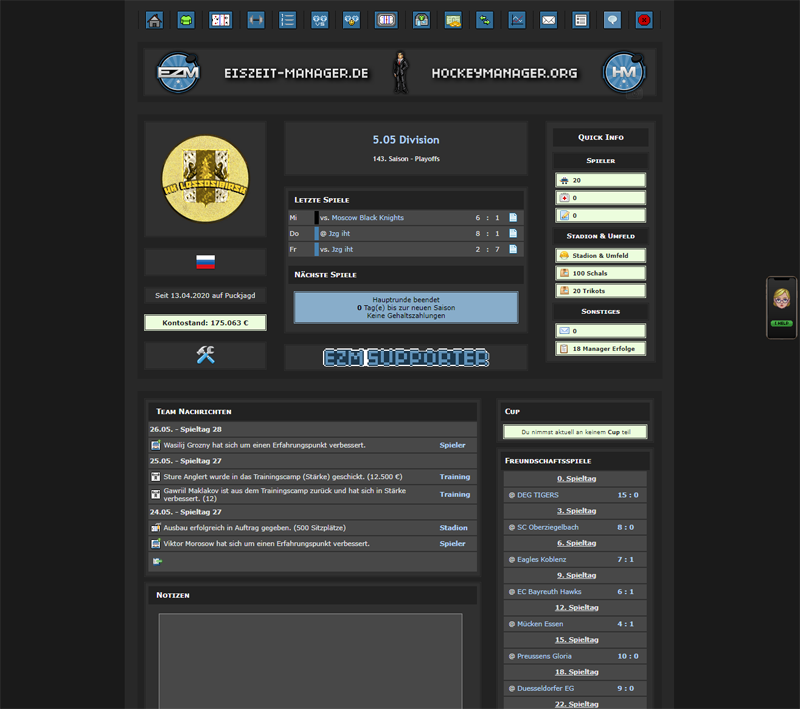 EZM
EISZEIT-MANAGER.DE
HOCKEYMANAGER.ORG
HM
HK LOSSOSIBIRSK
Seit 13.04.2020 auf Puckjagd
Kontostand: 175.063 €
5.05 Division
143. Saison - Playoffs
Letzte Spiele
Mi vs. Moscow Black Knights 6 : 1
Do @ Jzg iht 8 : 1
Fr vs. Jzg iht 2 : 7
Nächste Spiele
Hauptrunde beendet
0 Tag(e) bis zur neuen Saison
Keine Gehaltszahlungen
EZM SUPPORTER
Quick Info
Spieler
20
0
0
Stadion & Umfeld
Stadion & Umfeld
100 Schals
20 Trikots
Sonstiges
0
18 Manager Erfolge
Team Nachrichten
26.05. - Spieltag 28
Wasilij Grozny hat sich um einen Erfahrungspunkt verbessert. Spieler
25.05. - Spieltag 27
Sture Anglert wurde in das Trainingscamp (Stärke) geschickt. (12.500 €) Training
Gawriil Maklakov ist aus dem Trainingscamp zurück und hat sich in Stärke
verbessert. (12) Training
24.05. - Spieltag 27
Ausbau erfolgreich in Auftrag gegeben. (500 Sitzplätze) Stadion
Viktor Morosow hat sich um einen Erfahrungspunkt verbessert. Spieler
Notizen
Cup
Du nimmst aktuell an keinem Cup teil
Freundschaftsspiele
0. Spieltag
@ DEG TIGERS 15 : 0
3. Spieltag
@ SC Oberziegelbach 8 : 0
6. Spieltag
@ Eagles Koblenz 7 : 1
9. Spieltag
@ EC Bayreuth Hawks 6 : 1
12. Spieltag
@ Mücken Essen 4 : 1
15. Spieltag
@ Preussens Gloria 10 : 0
18. Spieltag
@ Duesseldorfer EG 9 : 0
22. Spieltag